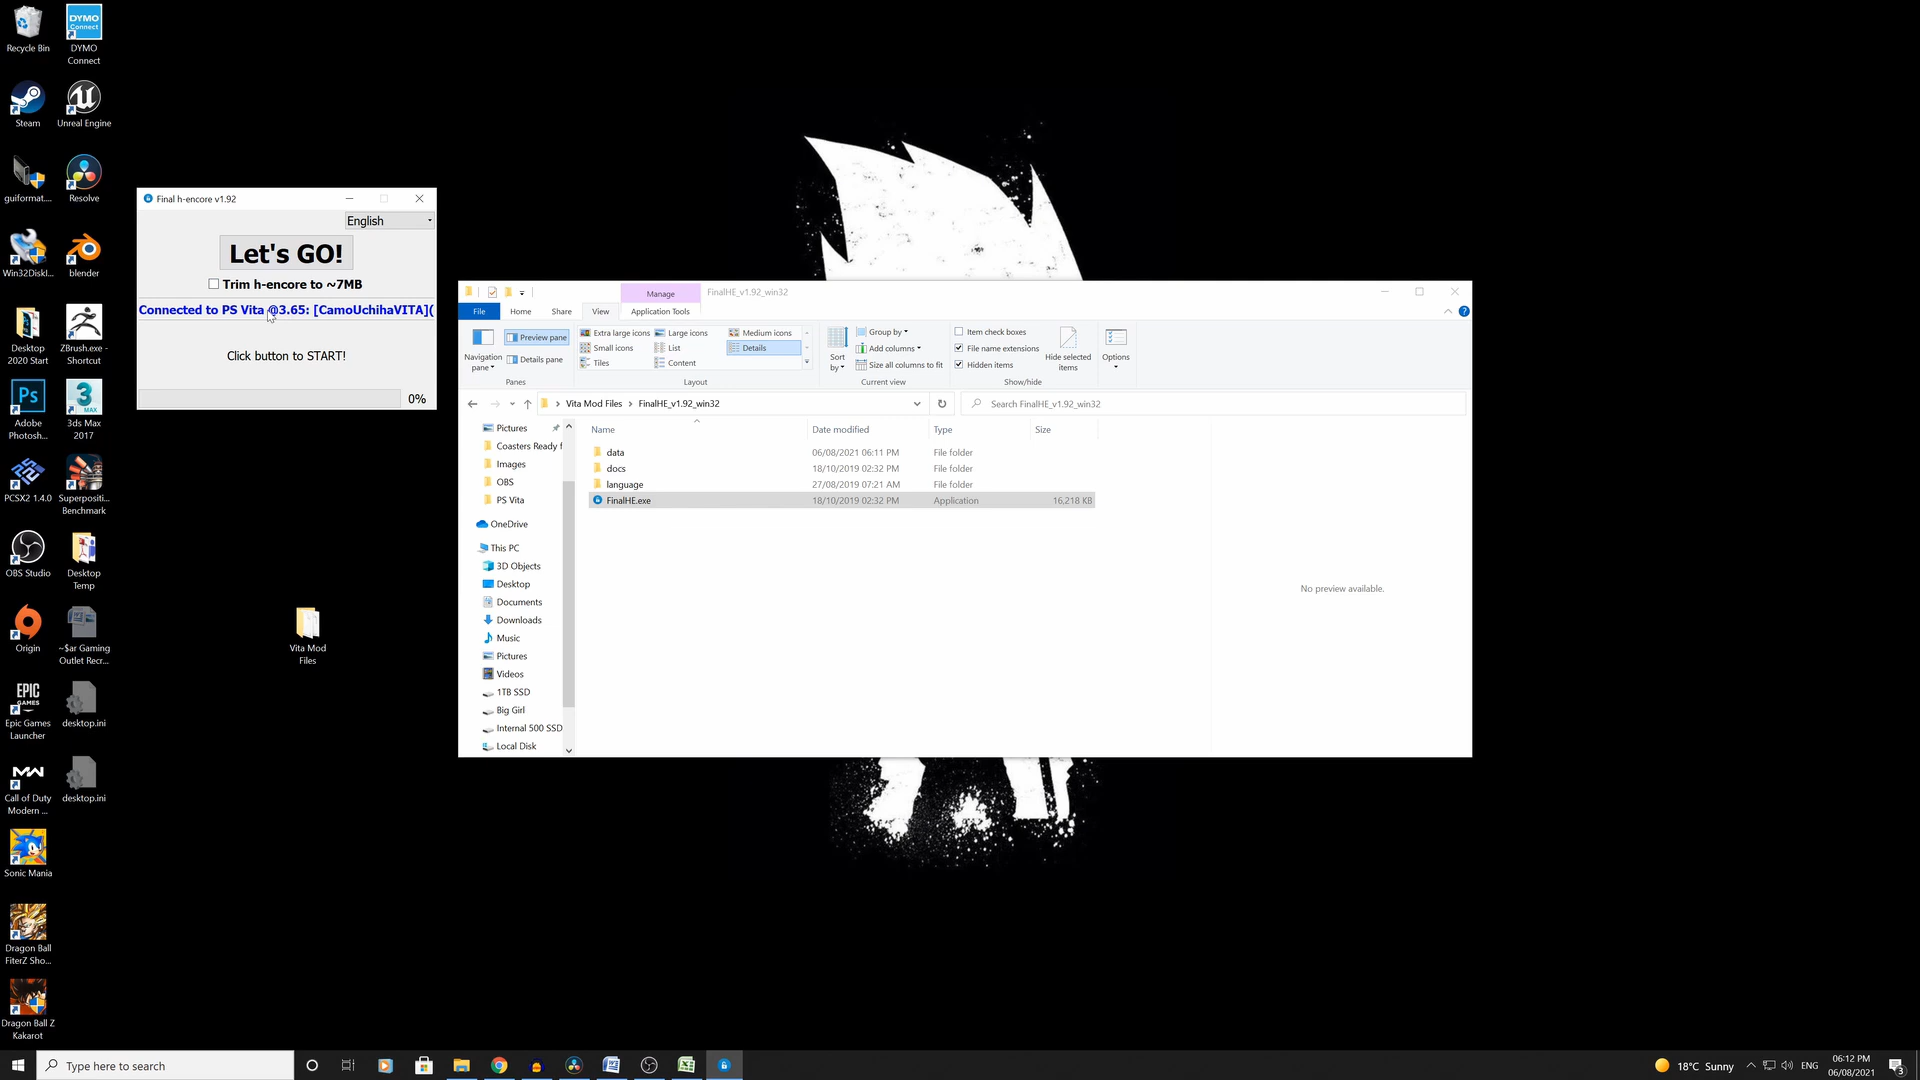 Recycle Bin
DYMO
Connect
DYMO
Connect
Steam
Unreal Engine
guiformat....
Resolve
Win32Diskl...
blender
Desktop
2020 Start
ZBrush.exe -
Shortcut
Ps
Adobe
Photosh...
3
MAX
3ds Max
2017
PCSX2 1.4.0
Superpositi...
Benchmark
OBS Studio
Desktop
Temp
Origin
~$ar Gaming
Outlet Recr...
EPIC
GAMES
Epic Games
Launcher
desktop.ini
Call of Duty
Modern ...
desktop.ini
Sonic Mania
Dragon Ball
FiterZ Sho...
Dragon Ball Z
Kakarot
Vita Mod
Files
Final h-encore v1.92
English
Let's GO!
Trim h-encore to ~7MB
Connected to PS Vita @3.65: [CamoUchihaVITA](
Click button to START!
0%
Manage
FinalHE_v1.92_win32
File
Home
Share
View
Application Tools
Navigation
pane
Preview pane
Details pane
Panes
Extra large icons
Large icons
Medium icons
Small icons
List
Details
Tiles
Content
Layout
Sort
by
Group by
Add columns
Size all columns to fit
Current view
Item check boxes
File name extensions
Hidden items
Hide selected
items
Show/hide
Options
Vita Mod Files
FinalHE_v1.92_win32
Search FinalHE_v1.92_win32
Pictures
Coasters Ready f
Images
OBS
PS Vita
OneDrive
This PC
3D Objects
Desktop
Documents
Downloads
Music
Pictures
Videos
1TB SSD
Big Girl
Internal 500 SSD
Local Disk
Name Date modified Type Size
data 06/08/2021 06:11 PM File folder
docs 18/10/2019 02:32 PM File folder
language 27/08/2019 07:21 AM File folder
FinalHE.exe 18/10/2019 02:32 PM Application 16,218 KB
No preview available.
Type here to search
18°C Sunny
ENG
06:12 PM
06/08/2021
3